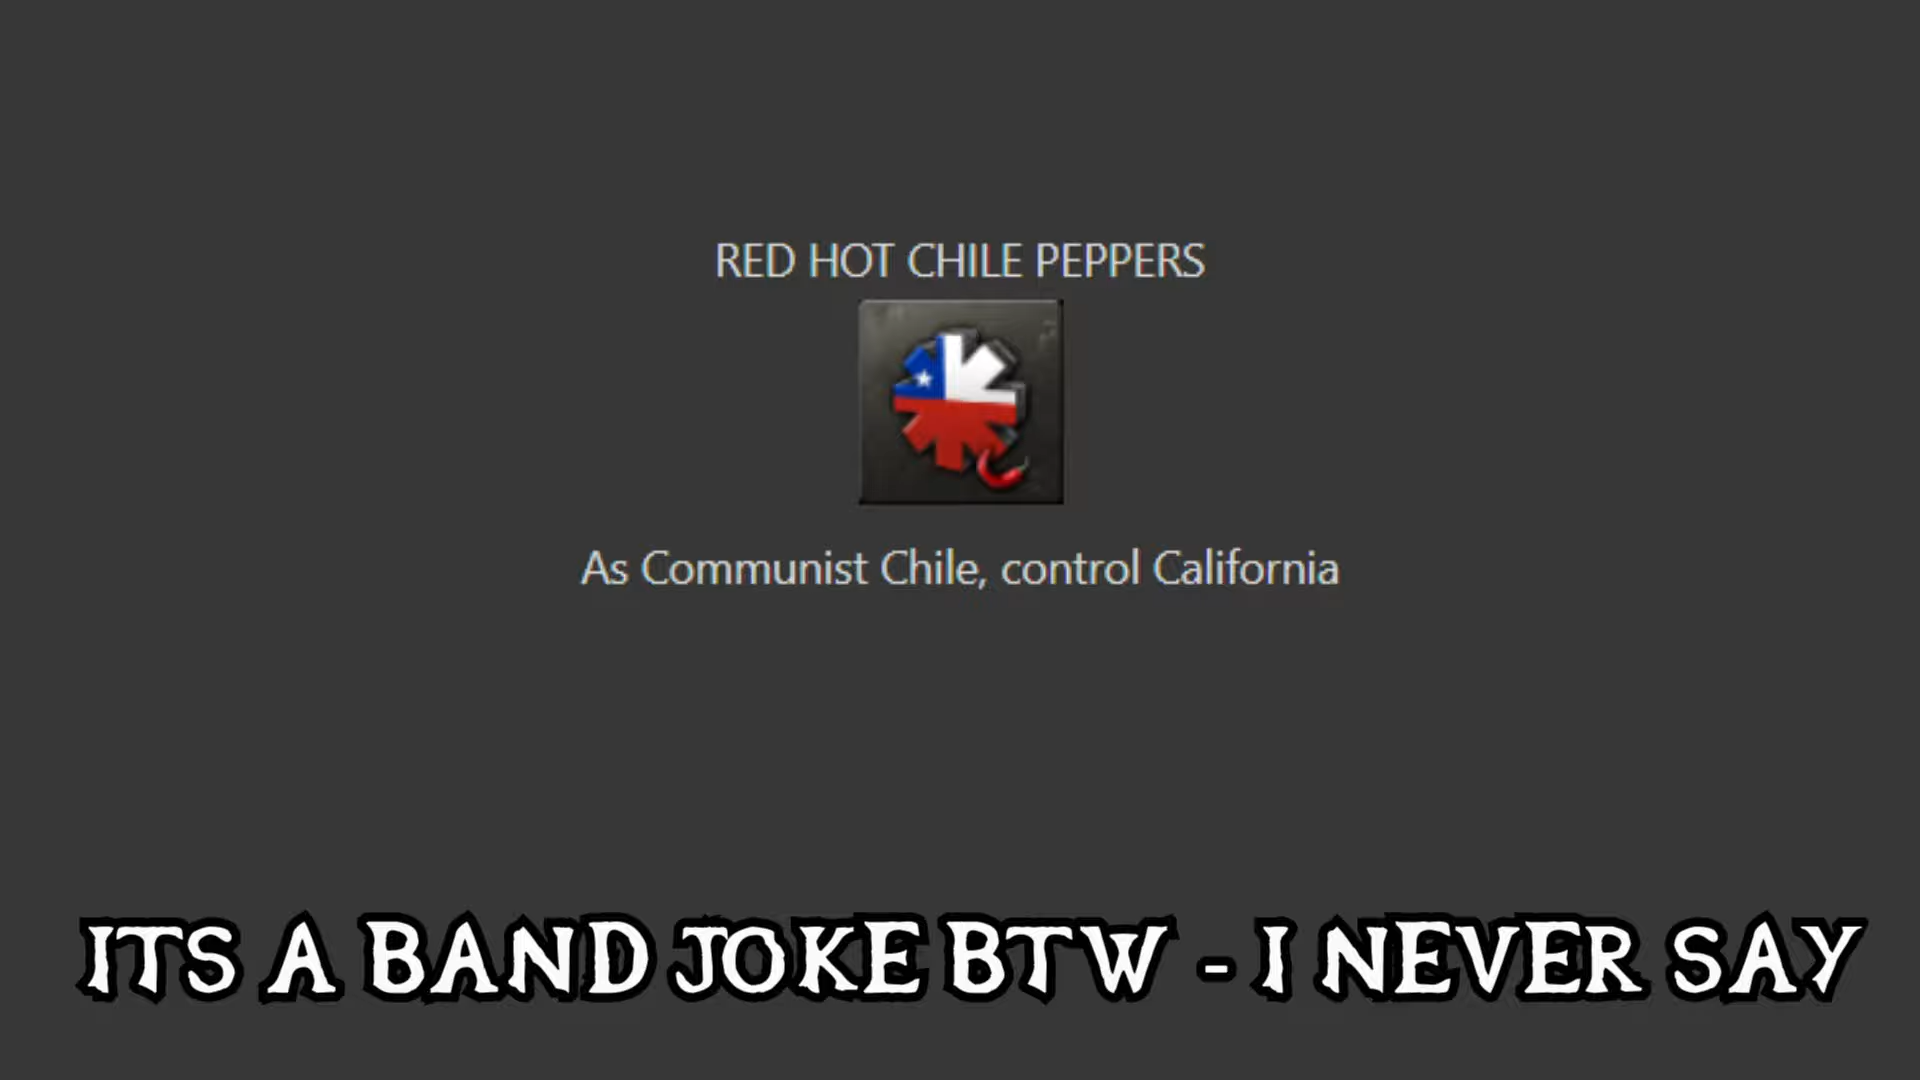 RED HOT CHILE PEPPERS
As Communist Chile, control California
ITS A BAND JOKE BTW - I NEVER SAY